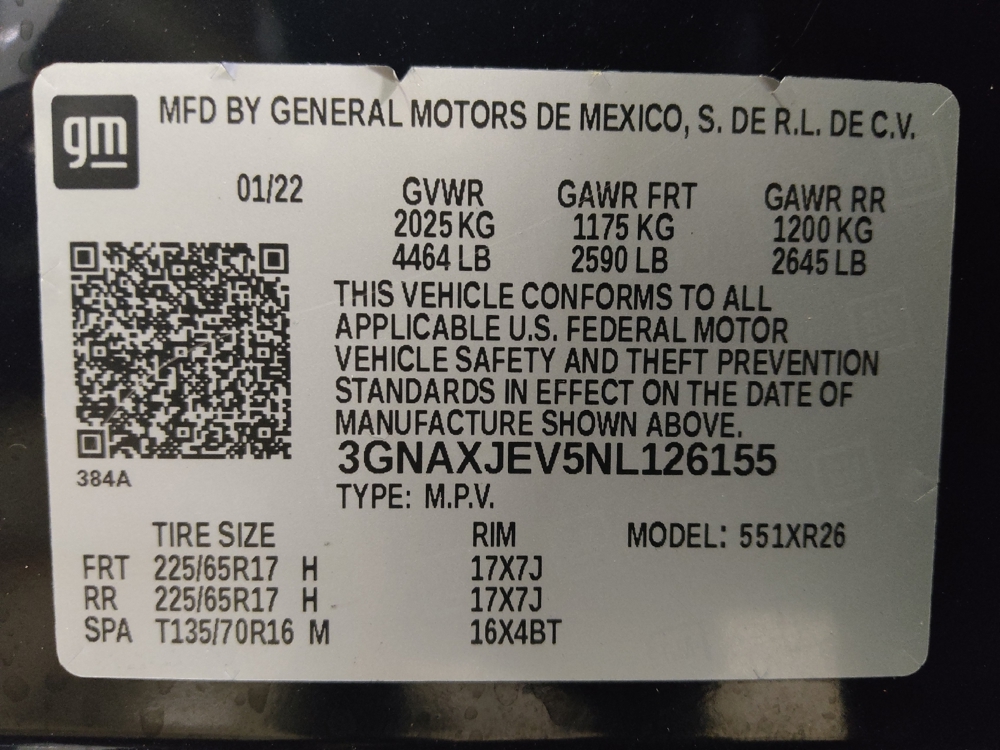 gm
MFD BY GENERAL MOTORS DE MEXICO, S. DE R.L. DE C.V.
01/22 GVWR GAWR FRT GAWR RR
2025 KG 1175 KG 1200 KG
4464 LB 2590 LB 2645 LB
THIS VEHICLE CONFORMS TO ALL
APPLICABLE U.S. FEDERAL MOTOR
VEHICLE SAFETY AND THEFT PREVENTION
STANDARDS IN EFFECT ON THE DATE OF
MANUFACTURE SHOWN ABOVE.
3GNAXJEV5NL126155
384A
TYPE: M.P.V.
TIRE SIZE RIM MODEL: 551XR26
FRT 225/65R17 H 17X7J
RR 225/65R17 H 17X7J
SPA T135/70R16 M 16X4BT